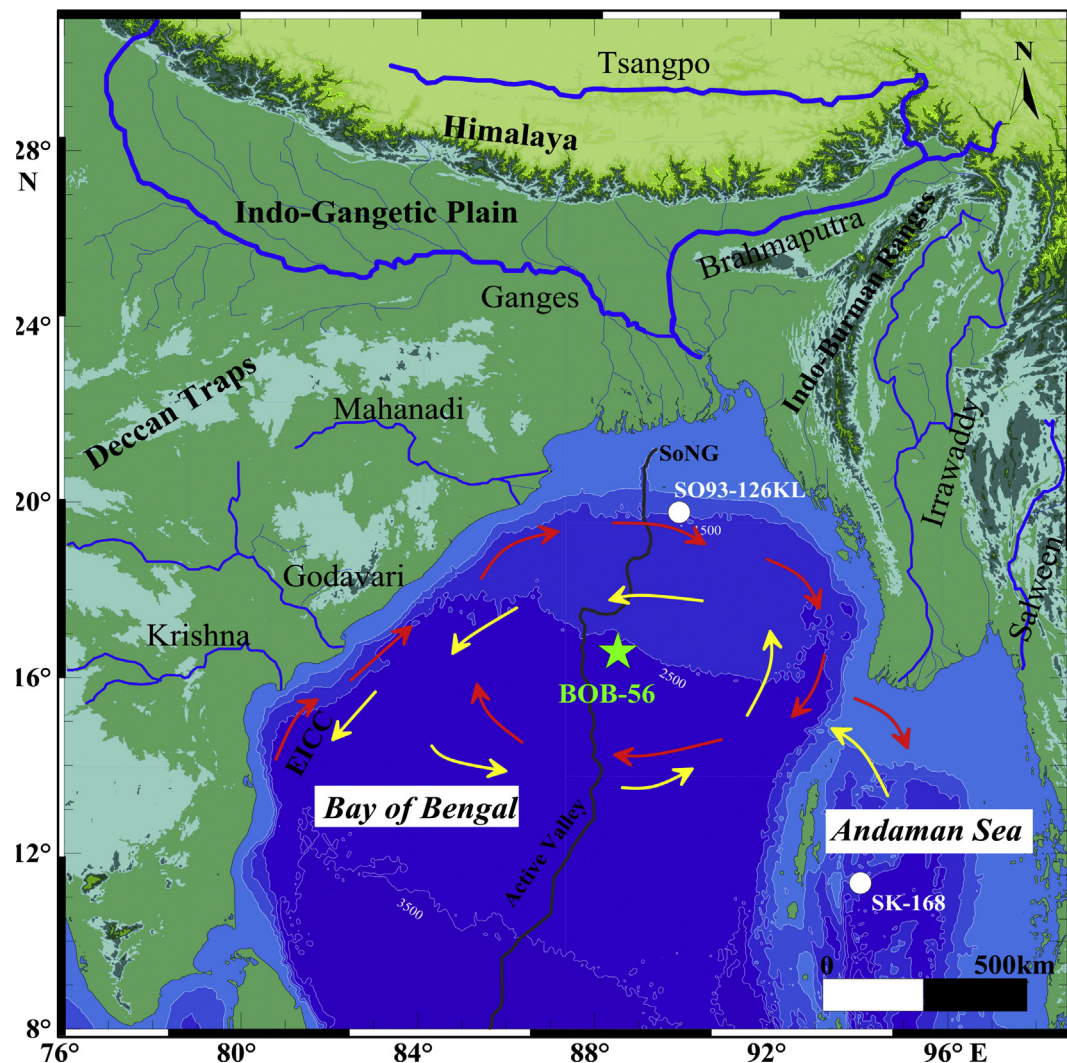 Tsangpo
N
Himalaya
28°
N
Indo-Gangetic Plain
Brahmaputra
Indo-Burman Ranges
Ganges
24°
Deccan Traps
Mahanadi
Irrawaddy
SoNG
20°
SO93-126KL
1500
Godavari
Salween
Krishna
16°
2500
BOB-56
EICC
Bay of Bengal
Andaman Sea
Active Valley
12°
3500
SK-168
0 500km
8°
76° 80 84 88 92 96° E